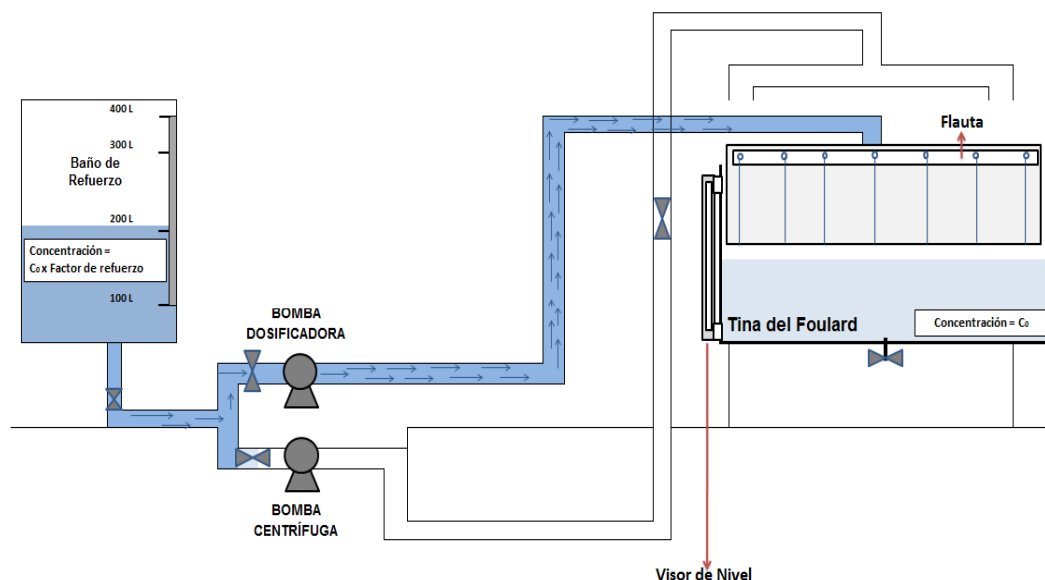 400 L
300 L
Baño de
Refuerzo
200 L
Concentración =
C₀ x Factor de refuerzo
100 L
BOMBA
DOSIFICADORA
BOMBA
CENTRÍFUGA
Flauta
Tina del Foulard
Concentración = C₀
Visor de Nivel